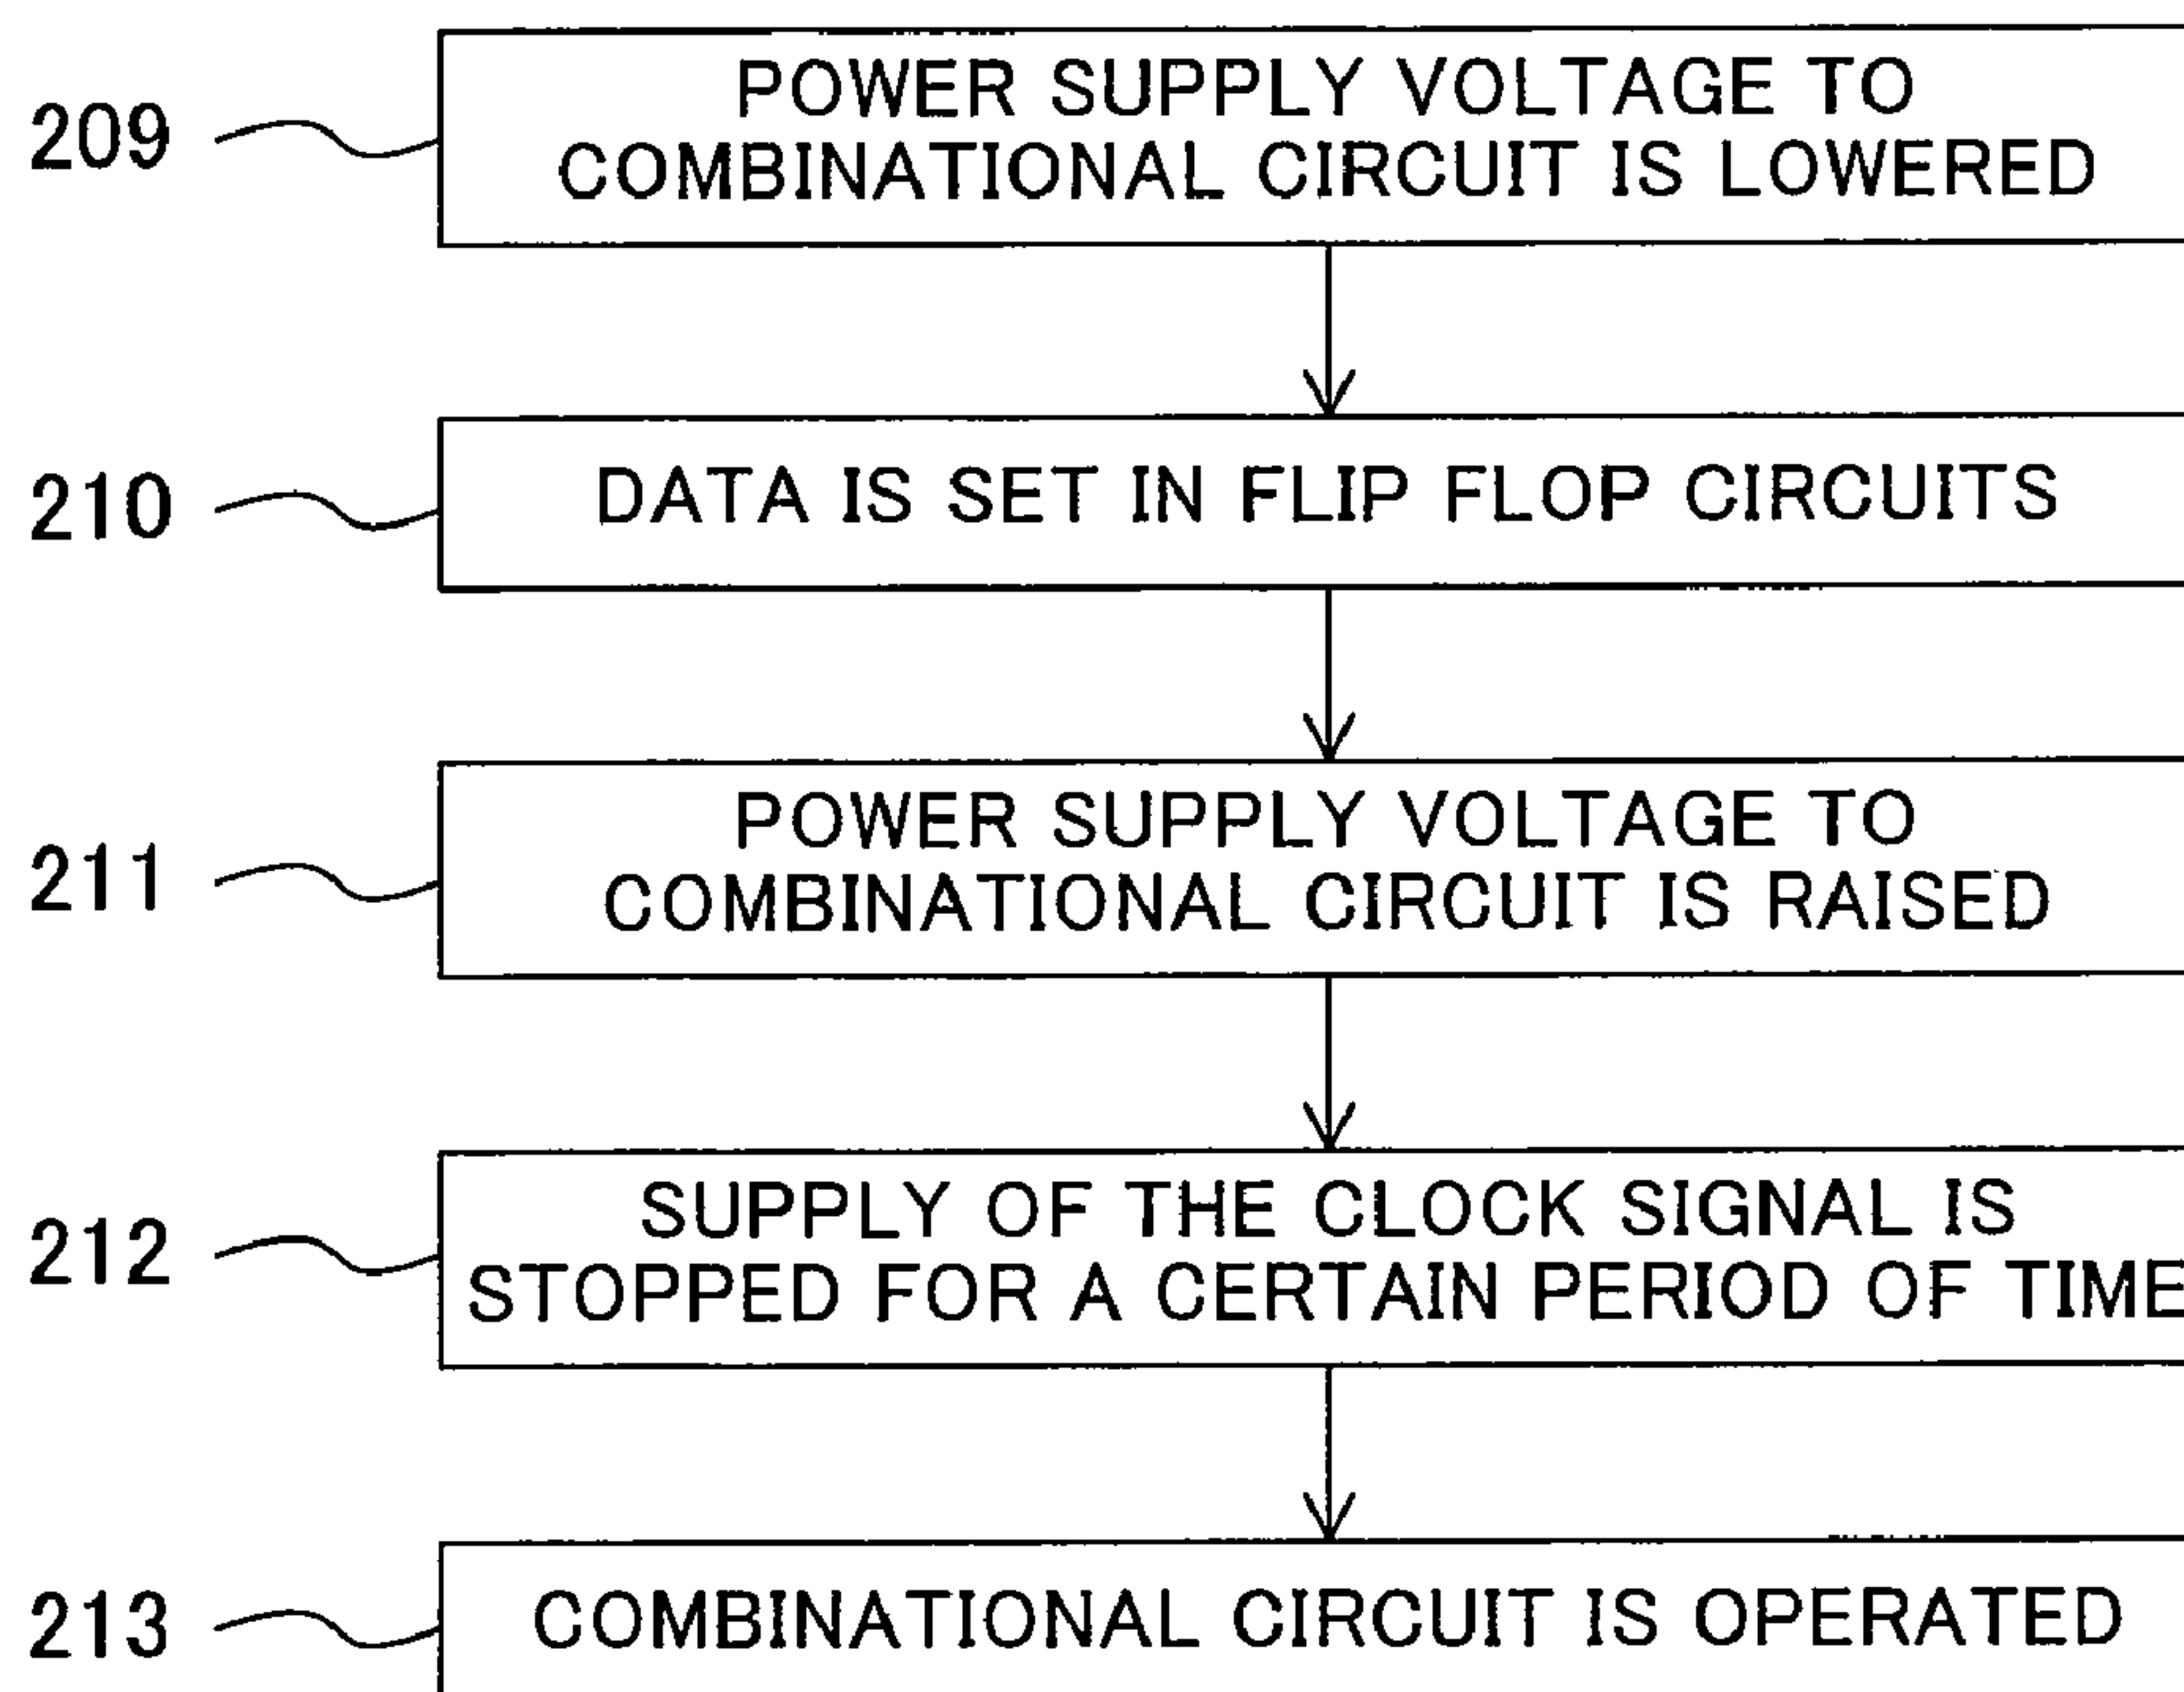 209
POWER SUPPLY VOLTAGE TO
COMBINATIONAL CIRCUIT IS LOWERED
210
DATA IS SET IN FLIP FLOP CIRCUITS
211
POWER SUPPLY VOLTAGE TO
COMBINATIONAL CIRCUIT IS RAISED
212
SUPPLY OF THE CLOCK SIGNAL IS
STOPPED FOR A CERTAIN PERIOD OF TIME
213
COMBINATIONAL CIRCUIT IS OPERATED